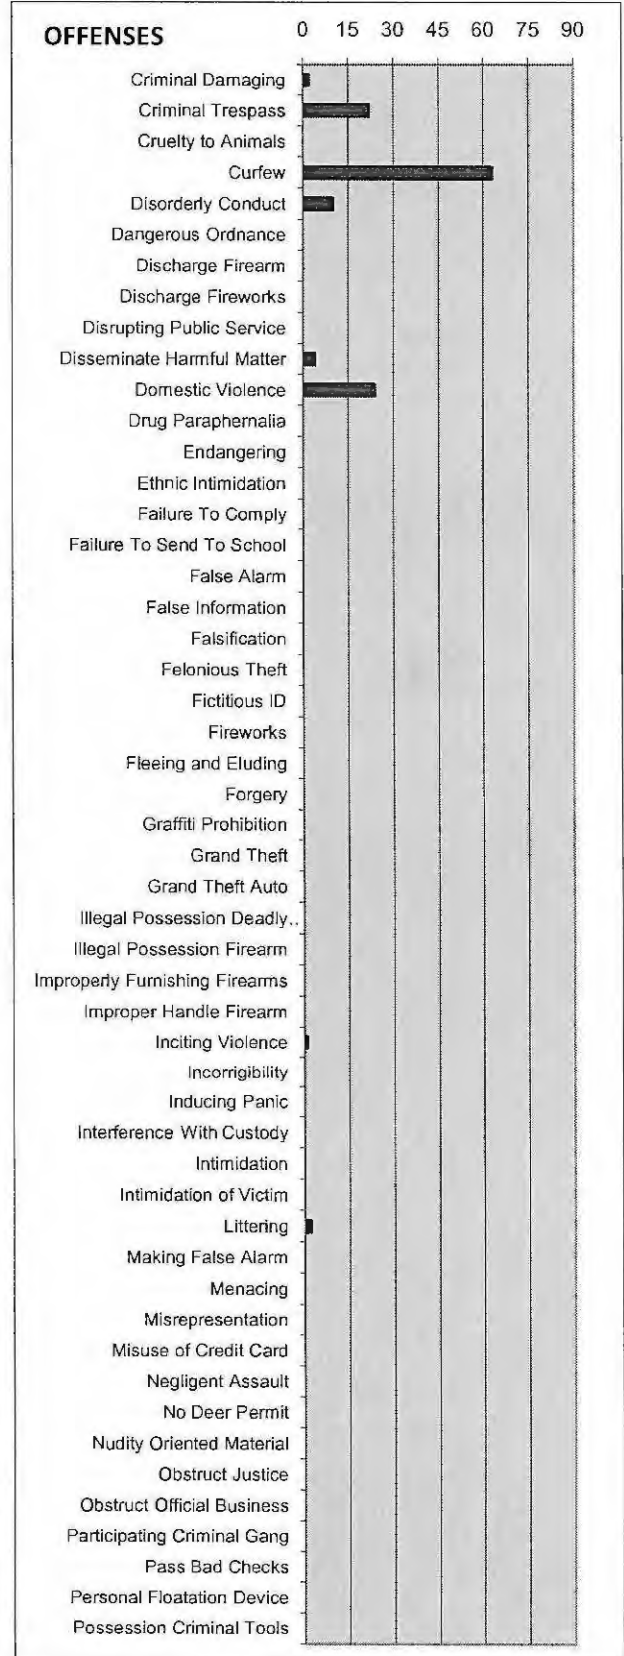 OFFENSES 0 15 30 45 60 75 90
Criminal Damaging
Criminal Trespass
Cruelty to Animals
Curfew
Disorderly Conduct
Dangerous Ordnance
Discharge Firearm
Discharge Fireworks
Disrupting Public Service
Disseminate Harmful Matter
Domestic Violence
Drug Paraphernalia
Endangering
Ethnic Intimidation
Failure To Comply
Failure To Send To School
False Alarm
False Information
Falsification
Felonious Theft
Fictitious ID
Fireworks
Fleeing and Eluding
Forgery
Graffiti Prohibition
Grand Theft
Grand Theft Auto
Illegal Possession Deadly..
Illegal Possession Firearm
Improperly Furnishing Firearms
Improper Handle Firearm
Inciting Violence
Incorrigibility
Inducing Panic
Interference With Custody
Intimidation
Intimidation of Victim
Littering
Making False Alarm
Menacing
Misrepresentation
Misuse of Credit Card
Negligent Assault
No Deer Permit
Nudity Oriented Material
Obstruct Justice
Obstruct Official Business
Participating Criminal Gang
Pass Bad Checks
Personal Floatation Device
Possession Criminal Tools